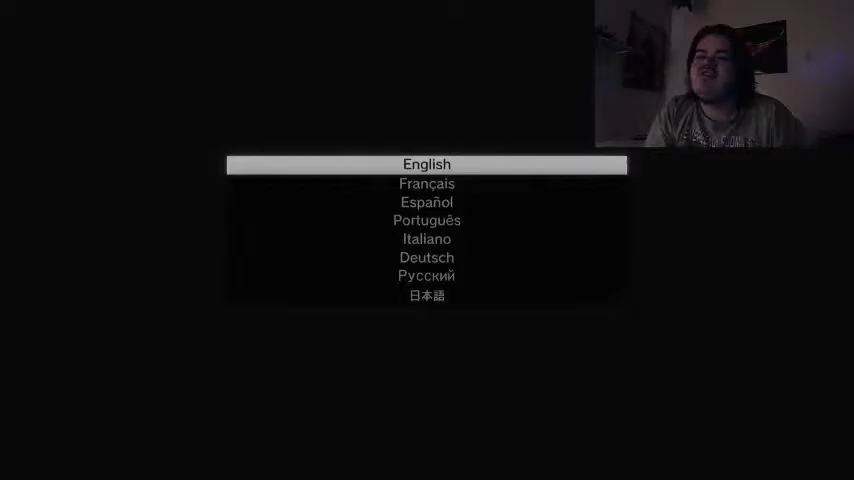 English
Français
Español
Português
Italiano
Deutsch
Русский
日本語